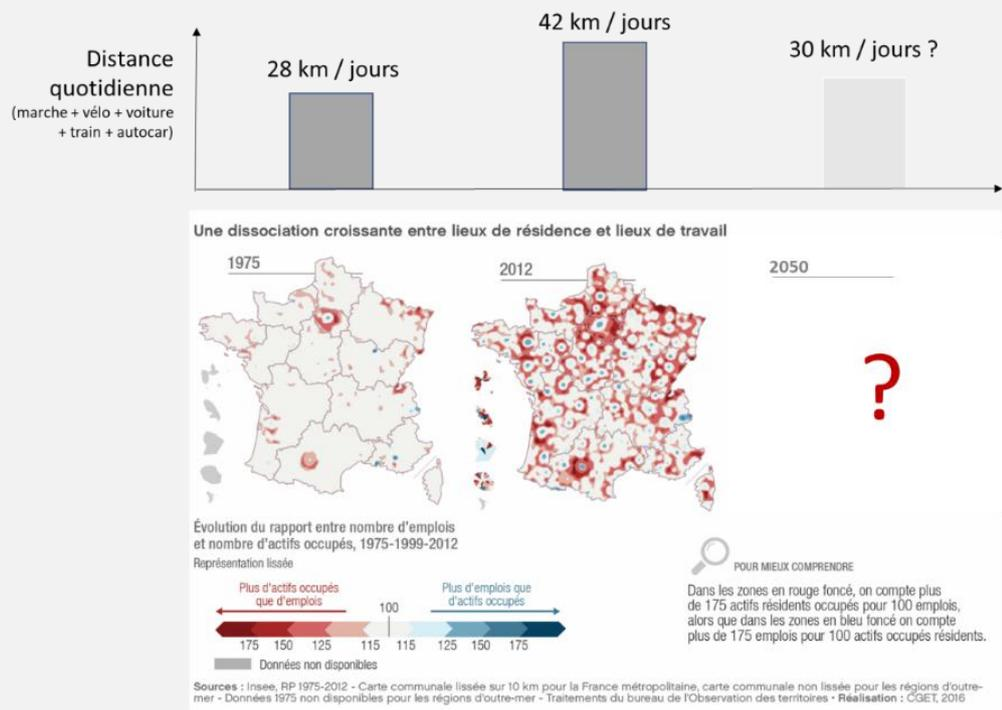 42 km / jours
Distance
quotidienne
(marche + vélo + voiture
+ train + autocar)
28 km / jours
30 km / jours ?
Une dissociation croissante entre lieux de résidence et lieux de travail
1975
2012
2050
?
Évolution du rapport entre nombre d'emplois
et nombre d'actifs occupés, 1975-1999-2012
Représentation lissée
Plus d'actifs occupés
que d'emplois
Plus d'emplois que
d'actifs occupés
100
175 150 125 115 115 125 150 175
Données non disponibles
POUR MIEUX COMPRENDRE
Dans les zones en rouge foncé, on compte plus
de 175 actifs résidents occupés pour 100 emplois,
alors que dans les zones en bleu foncé on compte
plus de 175 emplois pour 100 actifs occupés résidents.
Sources : Insee, RP 1975-2012 - Carte communale lissée sur 10 km pour la France métropolitaine, carte communale non lissée pour les régions d'outre-
mer - Données 1975 non disponibles pour les régions d'outre-mer - Traitements du bureau de l'Observation des territoires • Réalisation : CGET, 2016